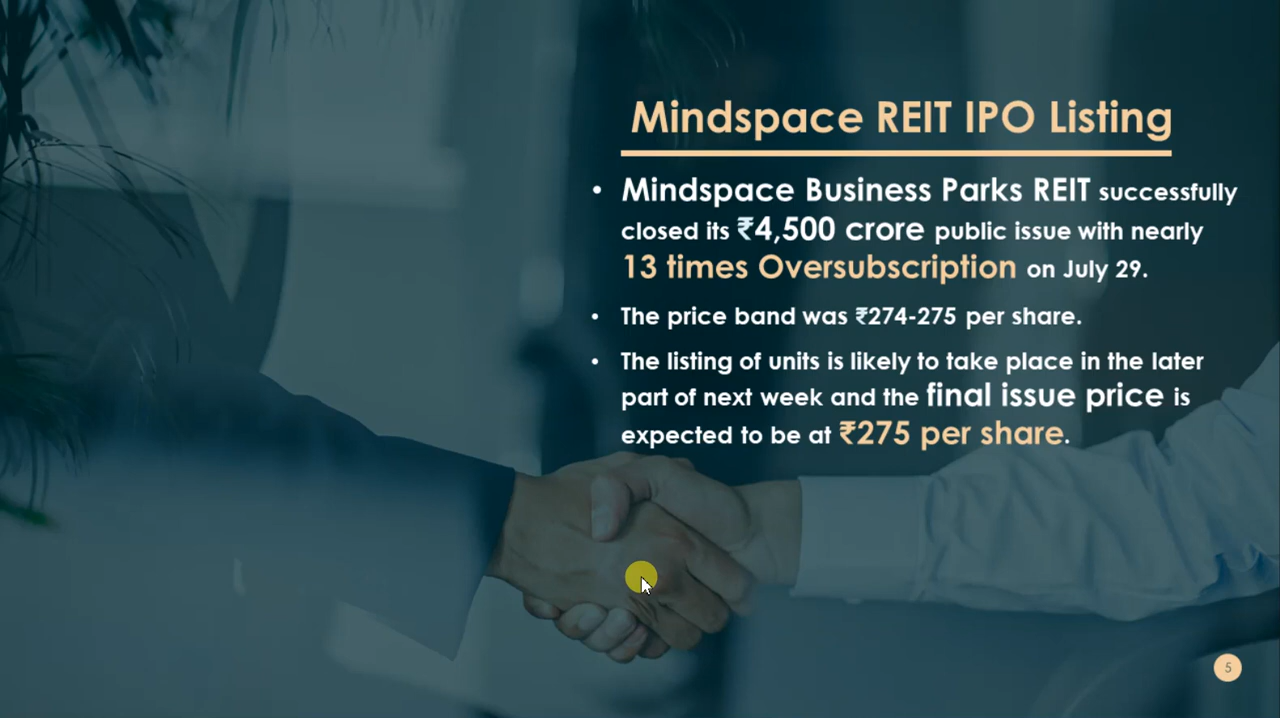 Mindspace REIT IPO Listing
• Mindspace Business Parks REIT successfully
closed its ₹4,500 crore public issue with nearly
13 times Oversubscription on July 29.
• The price band was ₹274-275 per share.
• The listing of units is likely to take place in the later
part of next week and the final issue price is
expected to be at ₹275 per share.
5